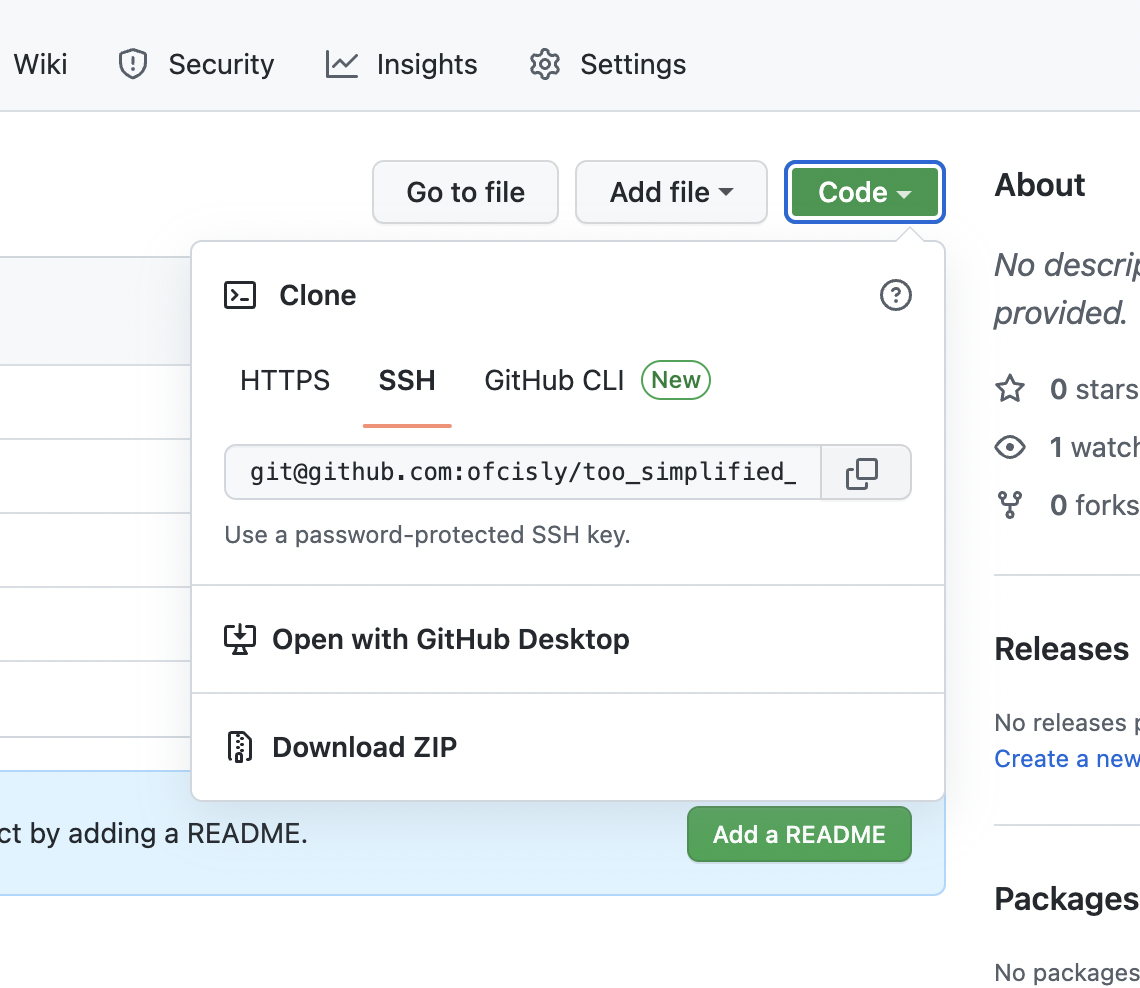 Wiki Security Insights Settings
Go to file Add file Code
Clone
HTTPS SSH GitHub CLI New
git@github.com:ofcisly/too_simplified_
Use a password-protected SSH key.
Open with GitHub Desktop
Download ZIP
ct by adding a README.
Add a README
About
No descrip
provided.
0 stars
1 watch
0 forks
Releases
No releases p
Create a new
Packages
No packages